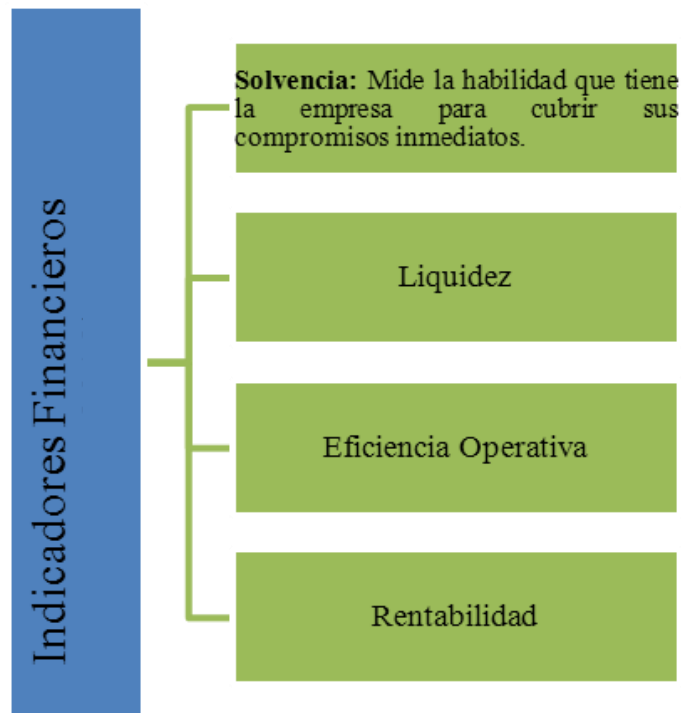 Indicadores Financieros
Solvencia: Mide la habilidad que tiene
la empresa para cubrir sus
compromisos inmediatos.
Liquidez
Eficiencia Operativa
Rentabilidad